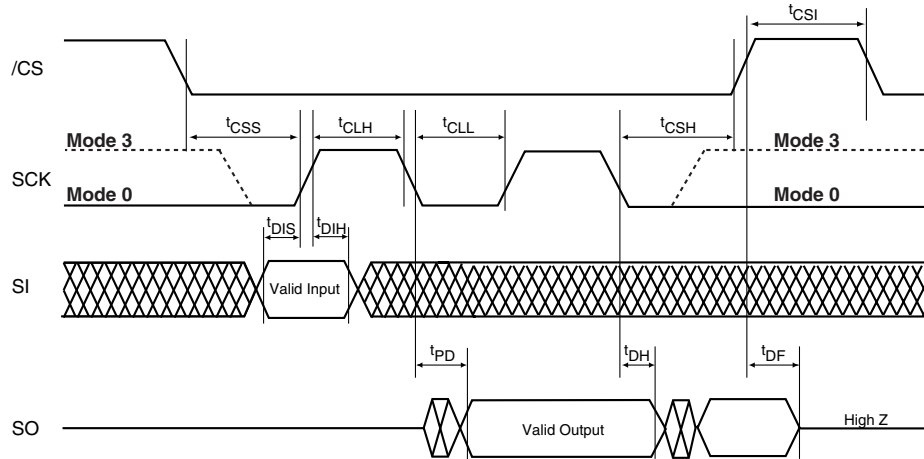 tCSI
/CS
tCSS
tCLH
tCLL
tCSH
Mode 3
Mode 3
SCK
Mode 0
Mode 0
tDIS
tDIH
SI
Valid Input
tPD
tDH
tDF
SO
Valid Output
High Z